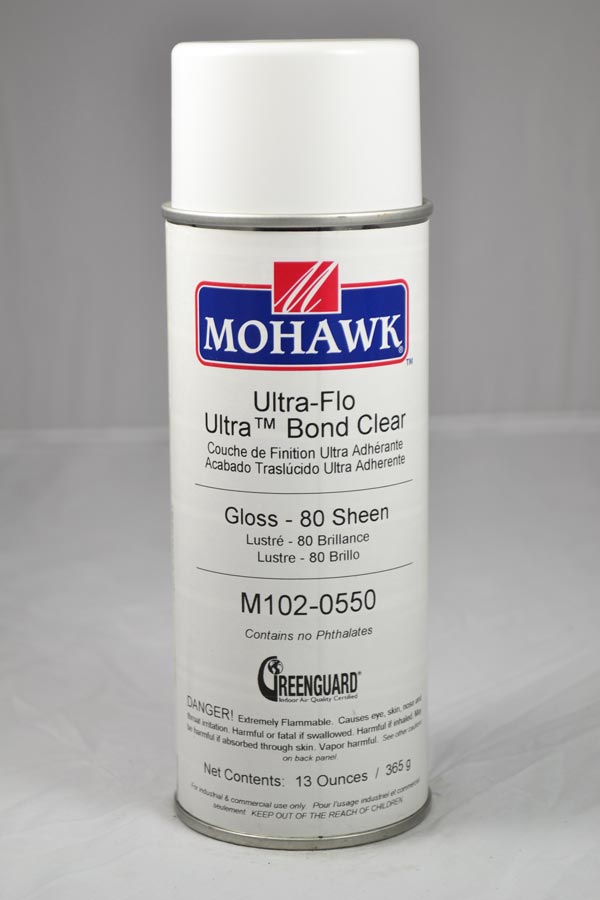 M
MOHAWK®
™
Ultra-Flo
Ultra™ Bond Clear
Couche de Finition Ultra Adhérante
Acabado Traslúcido Ultra Adherente
Gloss - 80 Sheen
Lustré - 80 Brillance
Lustre - 80 Brillo
M102-0550
Contains no Phthalates
GREENGUARD®
Indoor Air Quality Certified
DANGER! Extremely Flammable. Causes eye, skin, nose and
throat irritation. Harmful or fatal if swallowed. Harmful if inhaled. May
be harmful if absorbed through skin. Vapor harmful. See other cautions
on back panel
Net Contents: 13 Ounces / 365 g
For industrial & commercial use only. Pour l'usage industriel et commercial
seulement. KEEP OUT OF THE REACH OF CHILDREN.